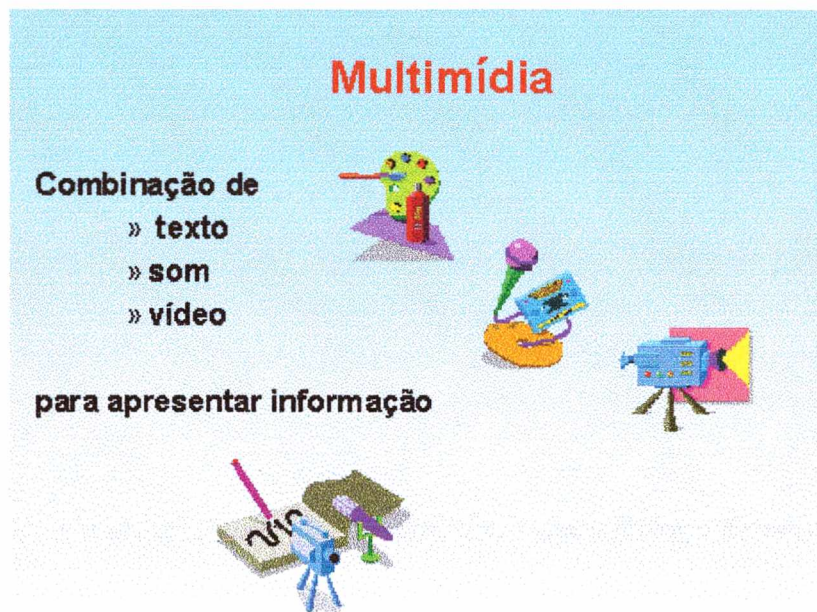 Multimídia
Combinação de
» texto
» som
» vídeo
para apresentar informação